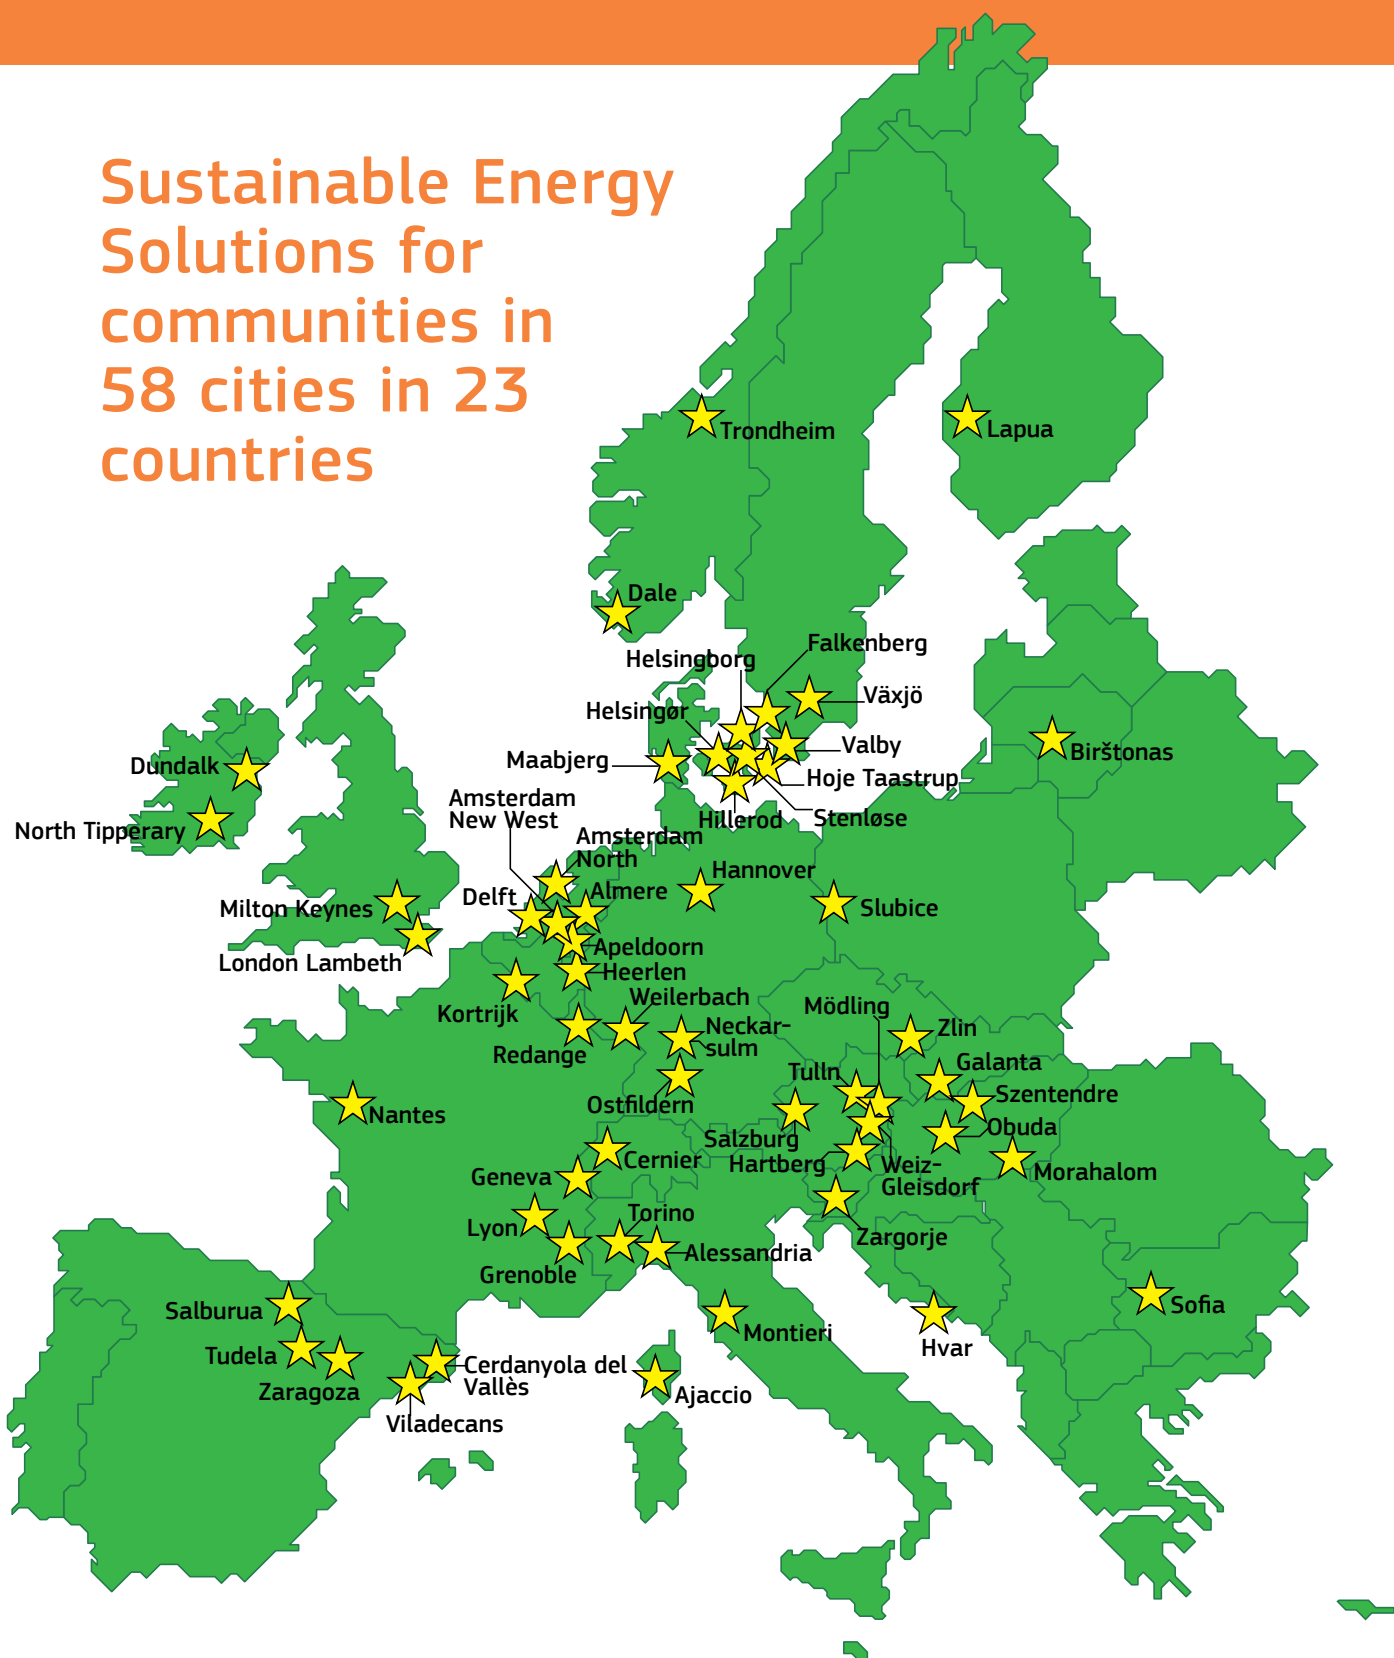 Sustainable Energy
Solutions for
communities in
58 cities in 23
countries
Trondheim
Lapua
Dale
Falkenberg
Helsingborg
Växjö
Helsingør
Valby
Birštonas
Maabjerg
Dundalk
Hoje Taastrup
Amsterdam
New West
Hillerod
Stenløse
North Tipperary
Amsterdam
North
Hannover
Almere
Delft
Milton Keynes
Slubice
Apeldoorn
London Lambeth
Heerlen
Weilerbach
Mödling
Kortrijk
Neckar-
sulm
Zlin
Redange
Galanta
Tulln
Szentendre
Ostfildern
Nantes
Obuda
Salzburg
Cernier
Hartberg
Weiz-
Gleisdorf
Morahalom
Geneva
Torino
Lyon
Zargorje
Alessandria
Grenoble
Salburua
Sofia
Montieri
Hvar
Tudela
Cerdanyola del
Vallès
Zaragoza
Ajaccio
Viladecans